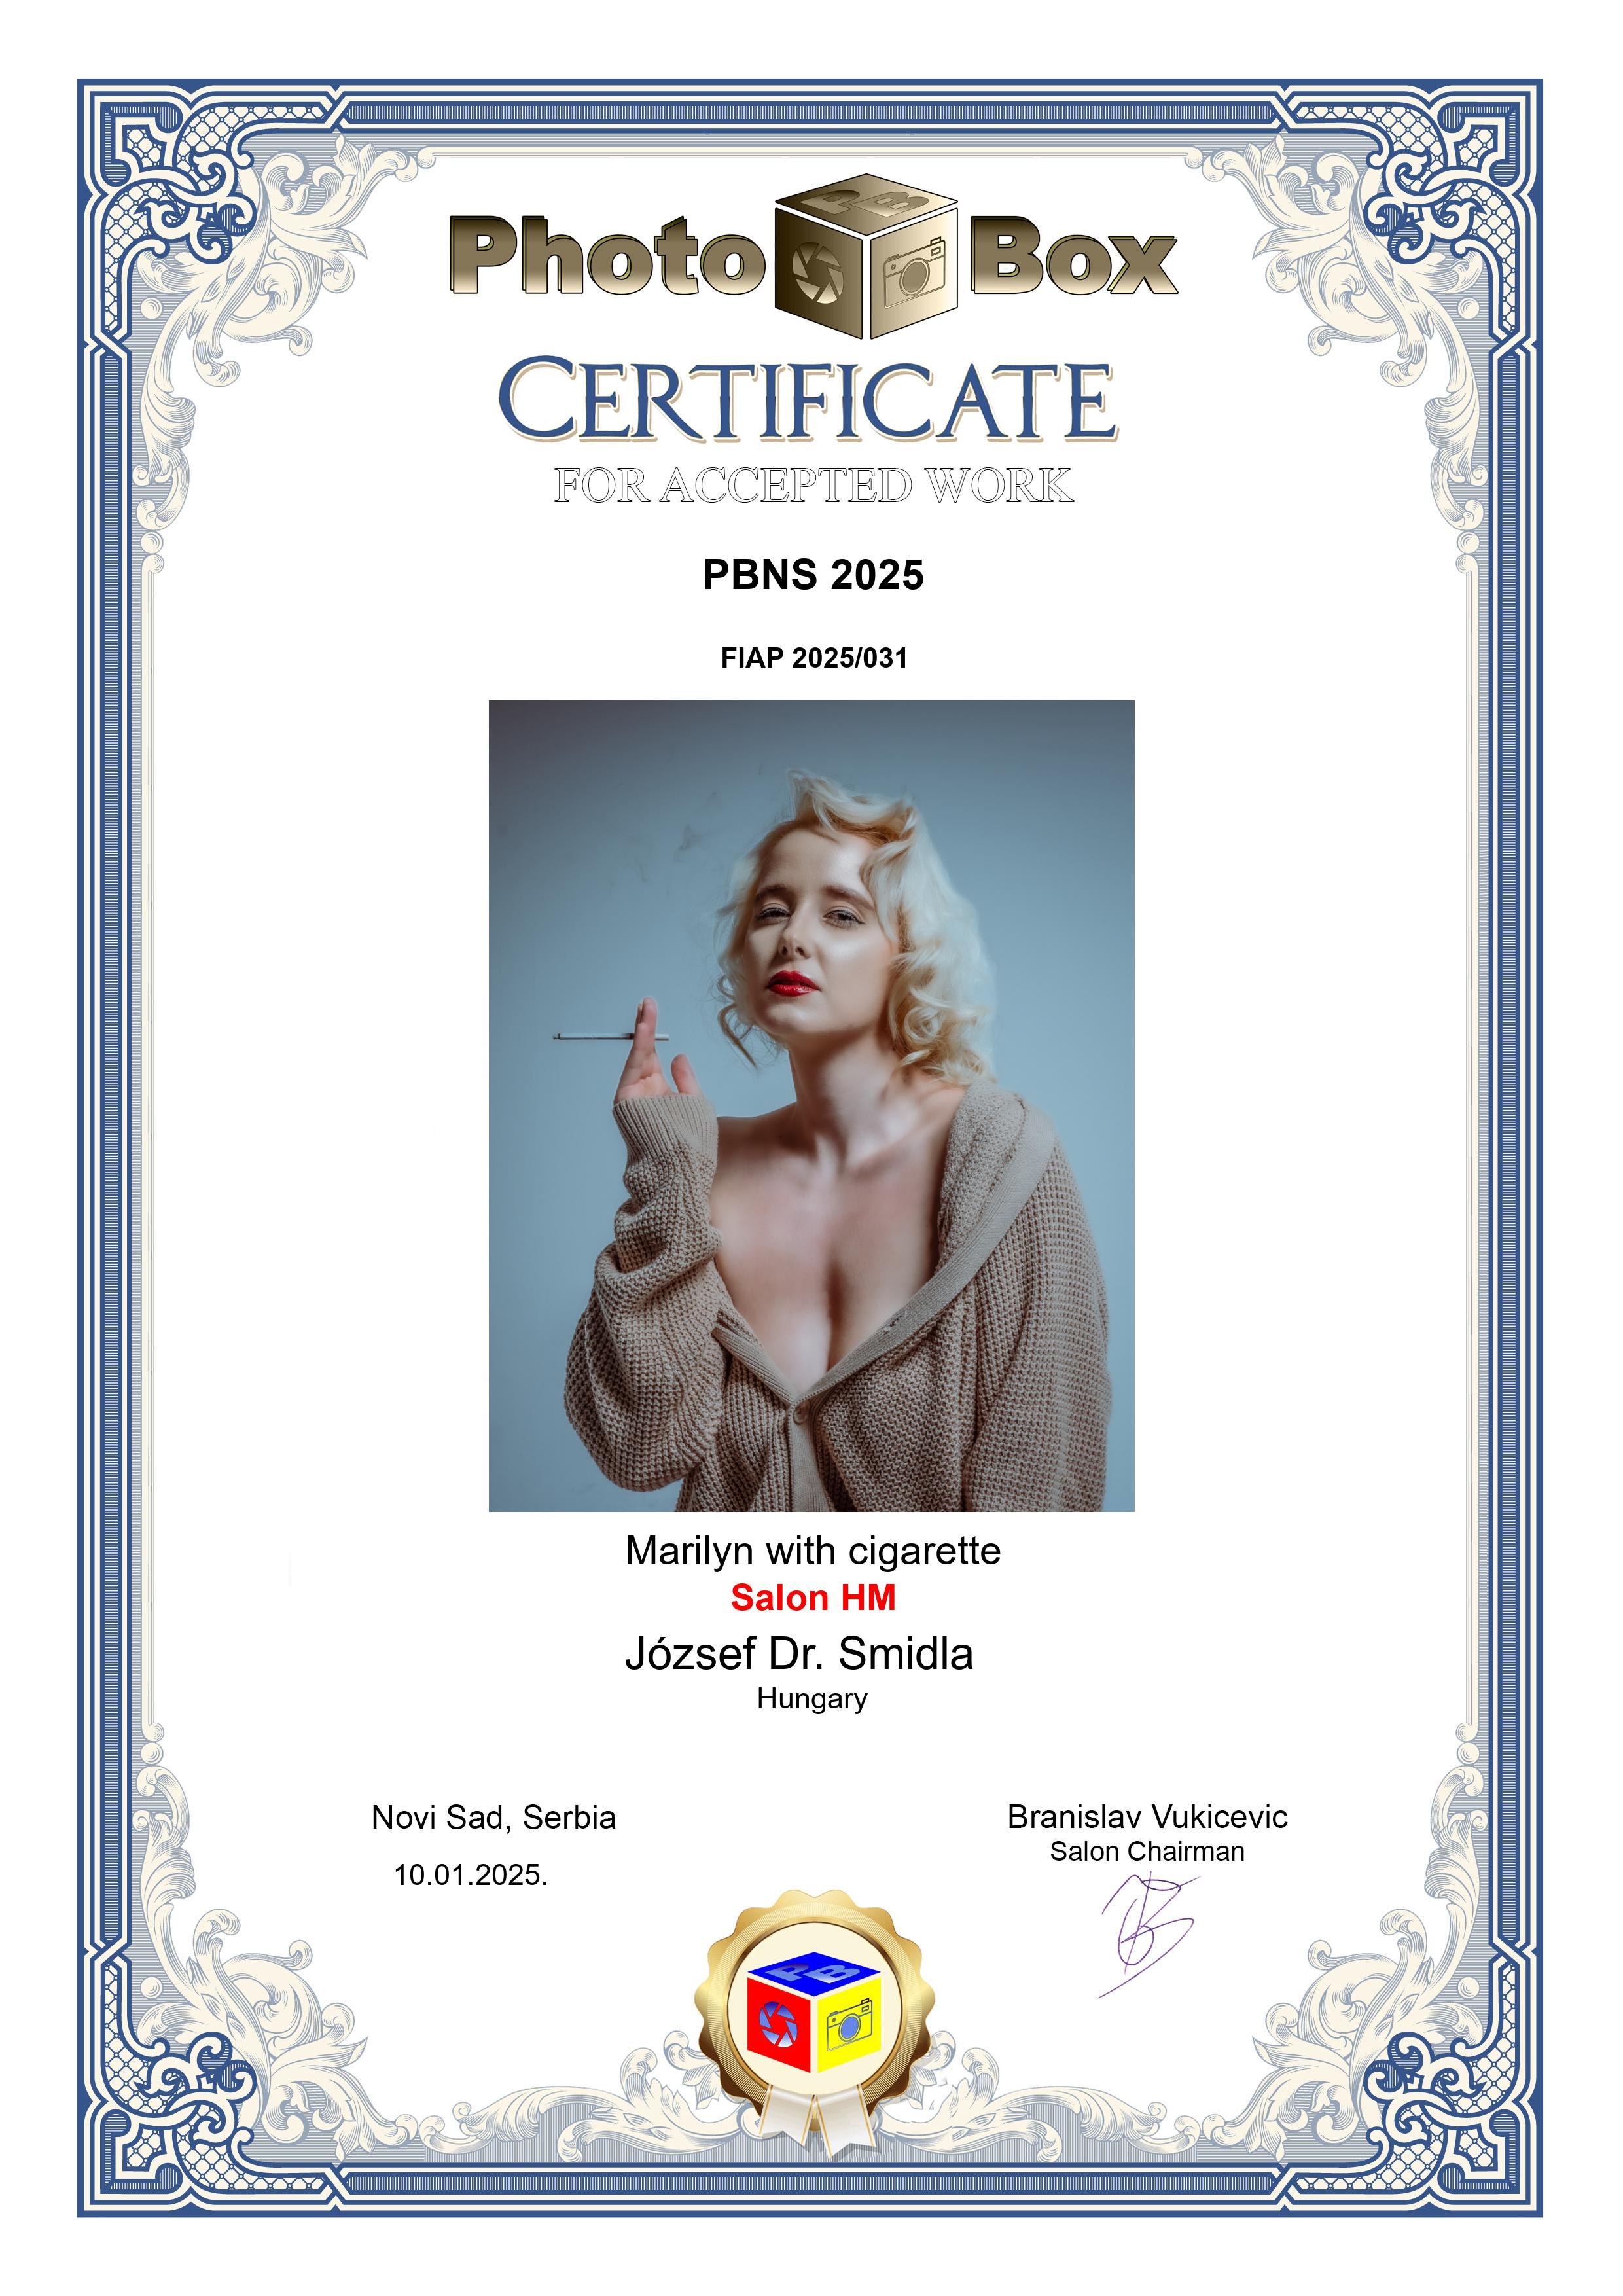 Photo PB Box
CERTIFICATE
FOR ACCEPTED WORK
PBNS 2025
FIAP 2025/031
Marilyn with cigarette
Salon HM
József Dr. Smidla
Hungary
Novi Sad, Serbia
10.01.2025.
Branislav Vukicevic
Salon Chairman
PB